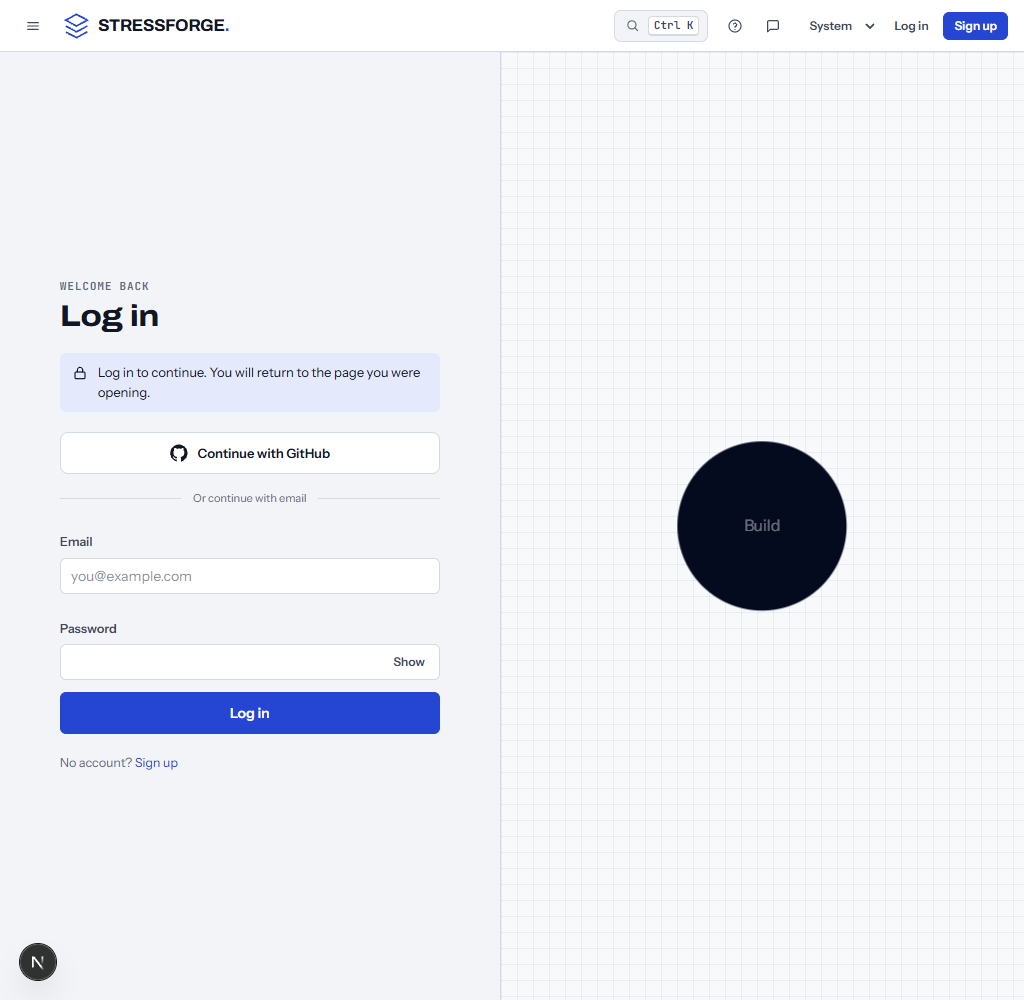 STRESSFORGE.
Ctrl K
System
Log in
Sign up
WELCOME BACK
Log in
Log in to continue. You will return to the page you were
opening.
Continue with GitHub
Or continue with email
Email
you@example.com
Password
Show
Log in
No account? Sign up
Build
N